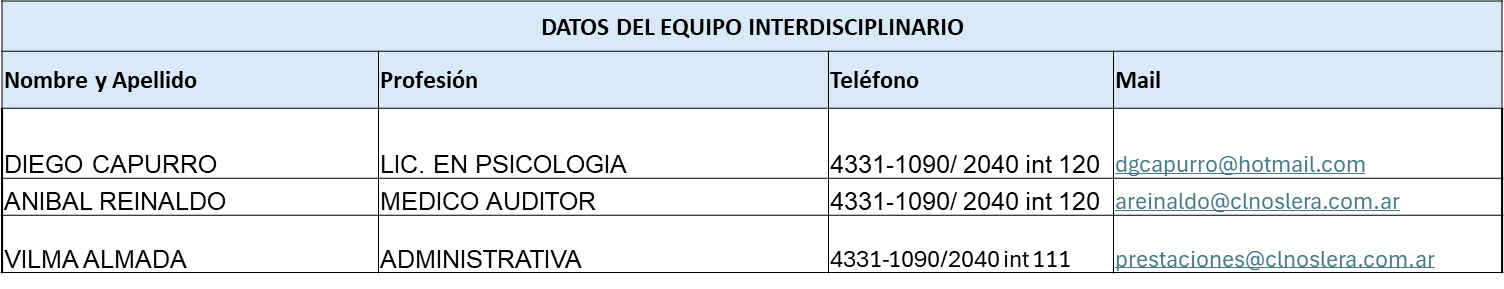 DATOS DEL EQUIPO INTERDISCIPLINARIO
Nombre y Apellido Profesión Teléfono Mail
DIEGO CAPURRO LIC. EN PSICOLOGIA 4331-1090/ 2040 int 120 dgcapurro@hotmail.com
ANIBAL REINALDO MEDICO AUDITOR 4331-1090/ 2040 int 120 areinaldo@clnoslera.com.ar
VILMA ALMADA ADMINISTRATIVA 4331-1090/2040 int 111 prestaciones@clnoslera.com.ar